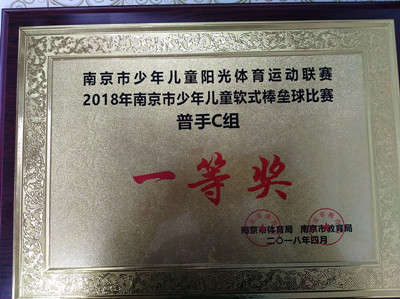 南京市少年儿童阳光体育运动联赛
2018年南京市少年儿童软式棒垒球比赛
普手C组
一等奖
南京市体育局 南京市教育局
二〇一八年四月